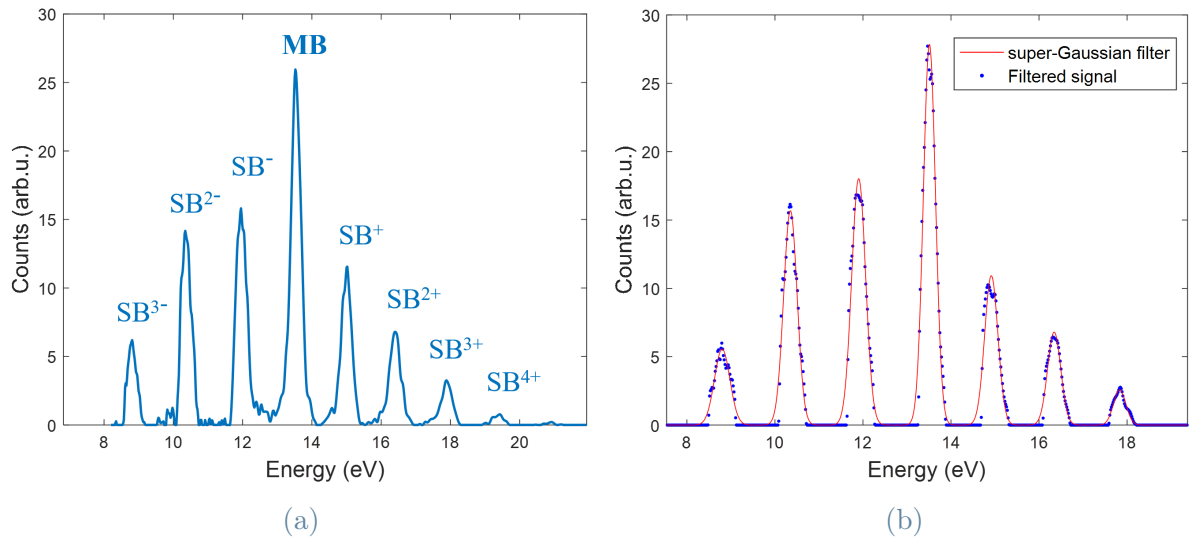 30
25
20
15
10
5
0
Counts (arb.u.)
MB
SB-
SB2-
SB+
SB3-
SB2+
SB3+
SB4+
8 10 12 14 16 18 20
Energy (eV)
(a)
30
25
20
15
10
5
0
Counts (arb.u.)
super-Gaussian filter
Filtered signal
8 10 12 14 16 18
Energy (eV)
(b)